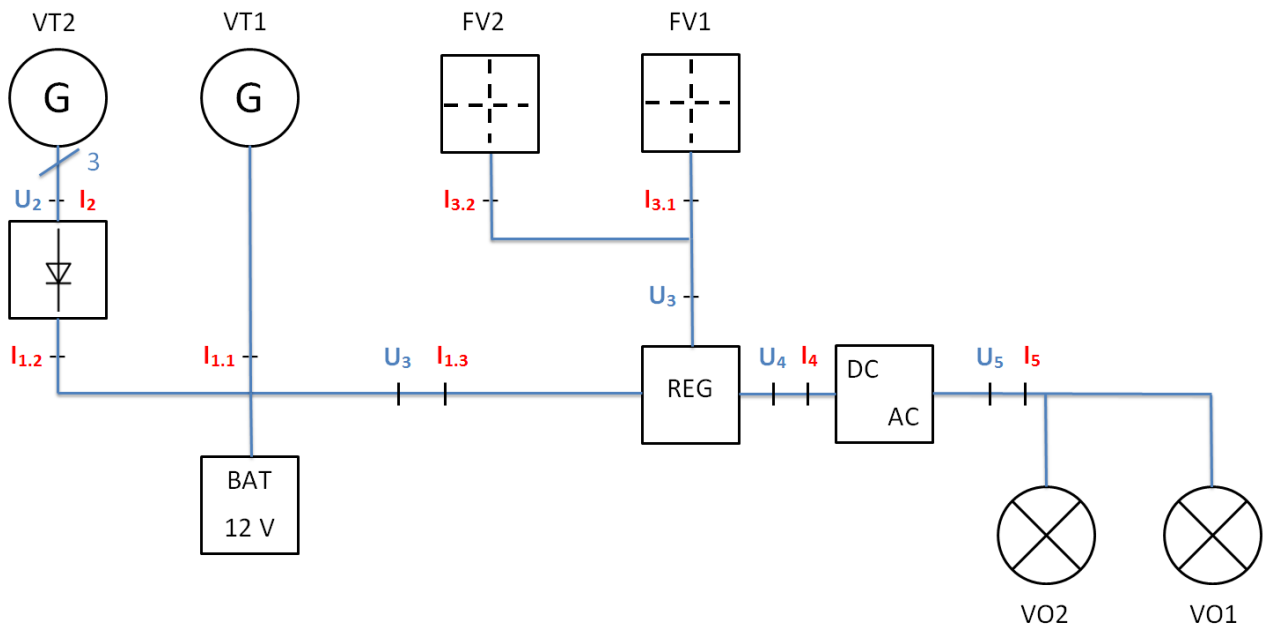 VT2
VT1
FV2
FV1
G
G
3
U2
I2
I3.2
I3.1
U3
I1.2
I1.1
U3
I1.3
REG
U4
I4
DC
AC
U5
I5
BAT
12 V
VO2
VO1